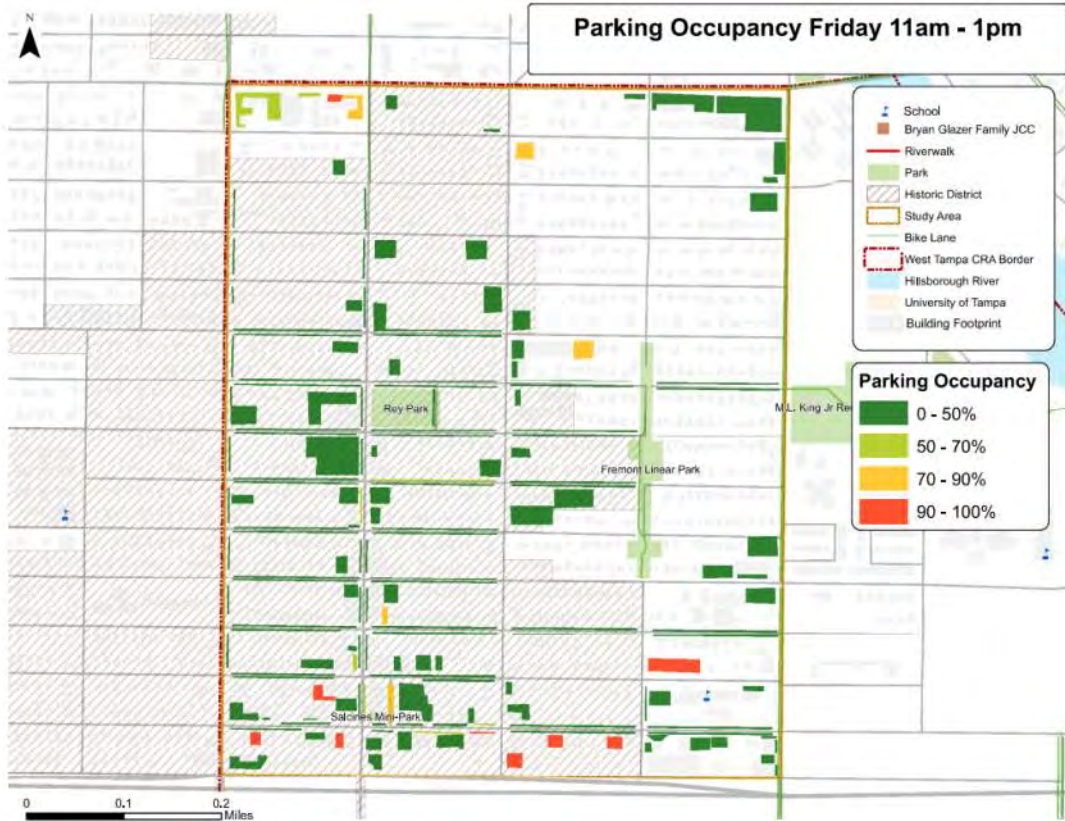 Parking Occupancy Friday 11am - 1pm
N
School
Bryan Glazer Family JCC
Riverwalk
Park
Historic District
Study Area
Bike Lane
West Tampa CRA Border
Hillsborough River
University of Tampa
Building Footprint
Parking Occupancy
0 - 50%
50 - 70%
70 - 90%
90 - 100%
Rey Park
M.L. King Jr Rec
Fremont Linear Park
Salcines Mini-Park
0 0.1 0.2
Miles